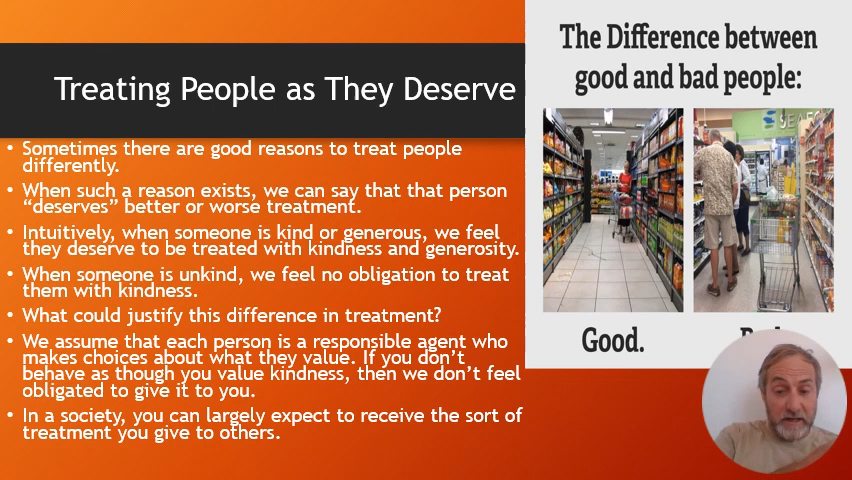 Treating People as They Deserve
• Sometimes there are good reasons to treat people
differently.
• When such a reason exists, we can say that that person
“deserves” better or worse treatment.
• Intuitively, when someone is kind or generous, we feel
they deserve to be treated with kindness and generosity.
• When someone is unkind, we feel no obligation to treat
them with kindness.
• What could justify this difference in treatment?
• We assume that each person is a responsible agent who
makes choices about what they value. If you don’t
behave as though you value kindness, then we don’t feel
obligated to give it to you.
• In a society, you can largely expect to receive the sort of
treatment you give to others.
The Difference between
good and bad people:
Good.